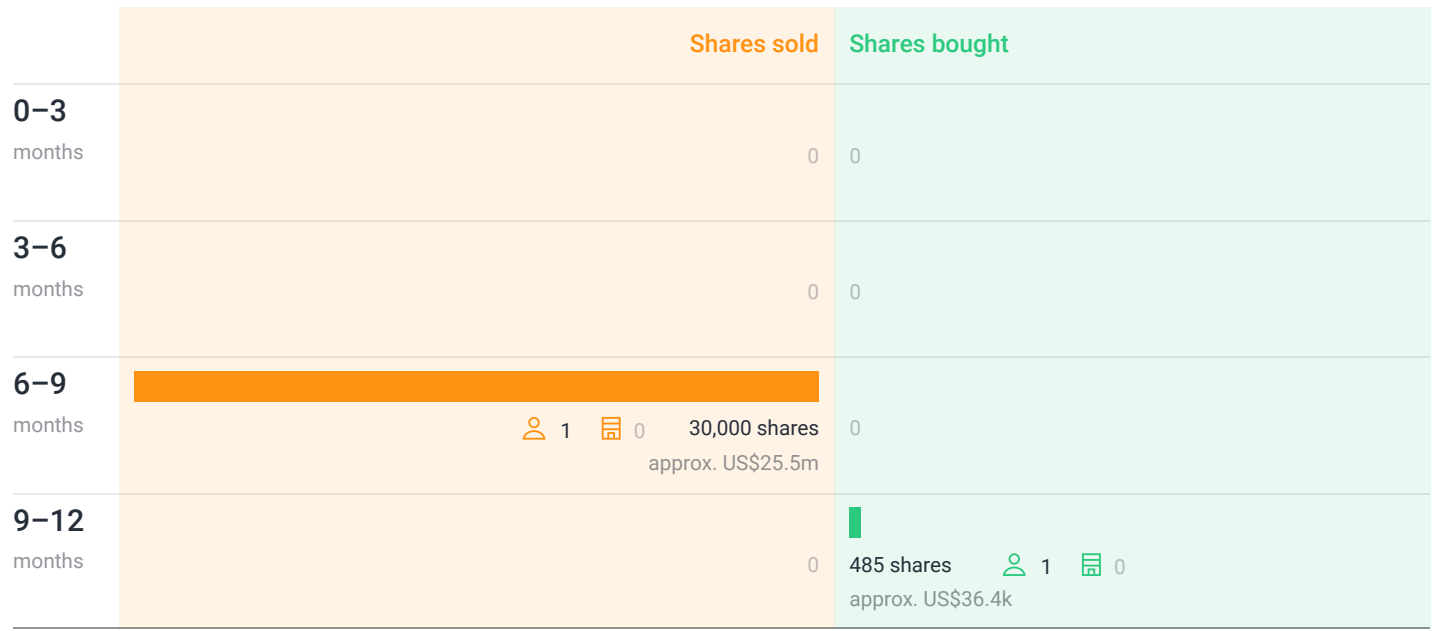 Shares sold Shares bought
0–3
months
0 0
3–6
months
0 0
6–9
months
1 0 30,000 shares 0
approx. US$25.5m
9–12
months
0 485 shares 1 0
approx. US$36.4k